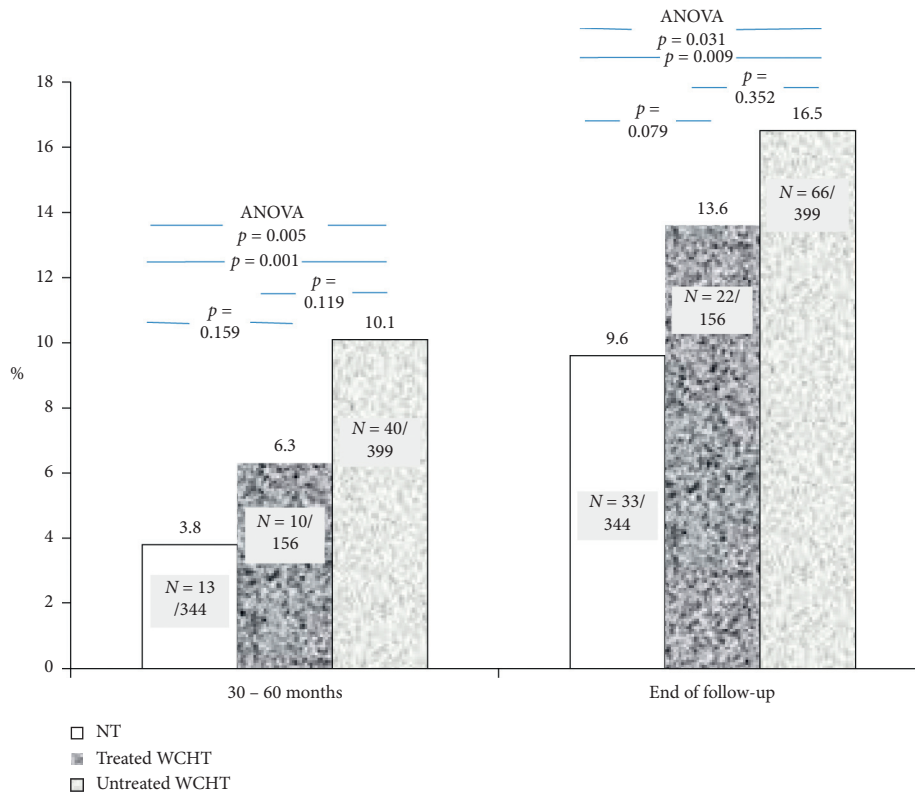 ANOVA
p = 0.031
p = 0.009
p =
0.352
p =
0.079
16.5
N = 66/
399
13.6
N = 22/
156
9.6
N = 33/
344
ANOVA
p = 0.005
p = 0.001
p =
0.119
p =
0.159
10.1
N = 40/
399
6.3
N = 10/
156
3.8
N = 13
/344
18
16
14
12
10
%
8
6
4
2
0
30 – 60 months
End of follow-up
NT
Treated WCHT
Untreated WCHT